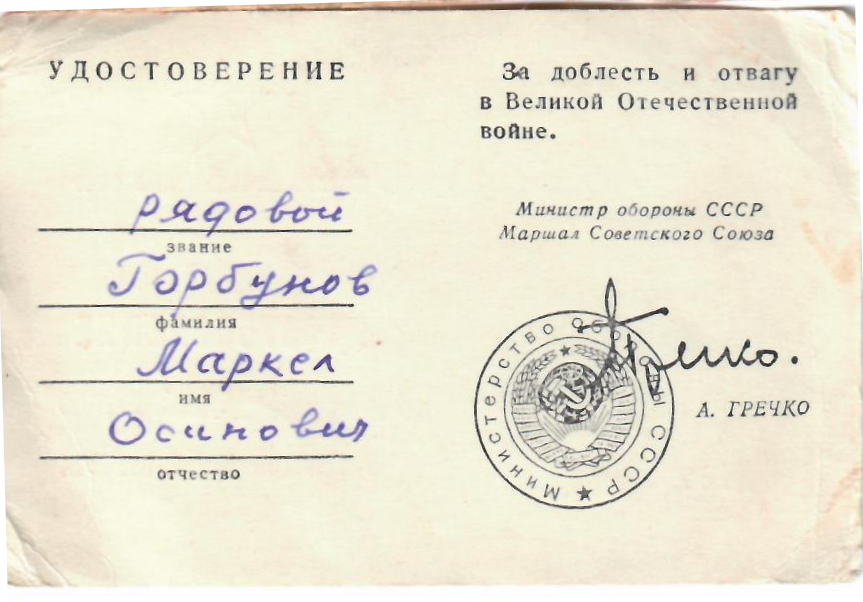 УДОСТОВЕРЕНИЕ
рядовой
звание
Горбунов
фамилия
Маркел
имя
Осипович
отчество
За доблесть и отвагу
в Великой Отечественной
войне.
Министр обороны СССР
Маршал Советского Союза
Министерство Обороны СССР
А. ГРЕЧКО